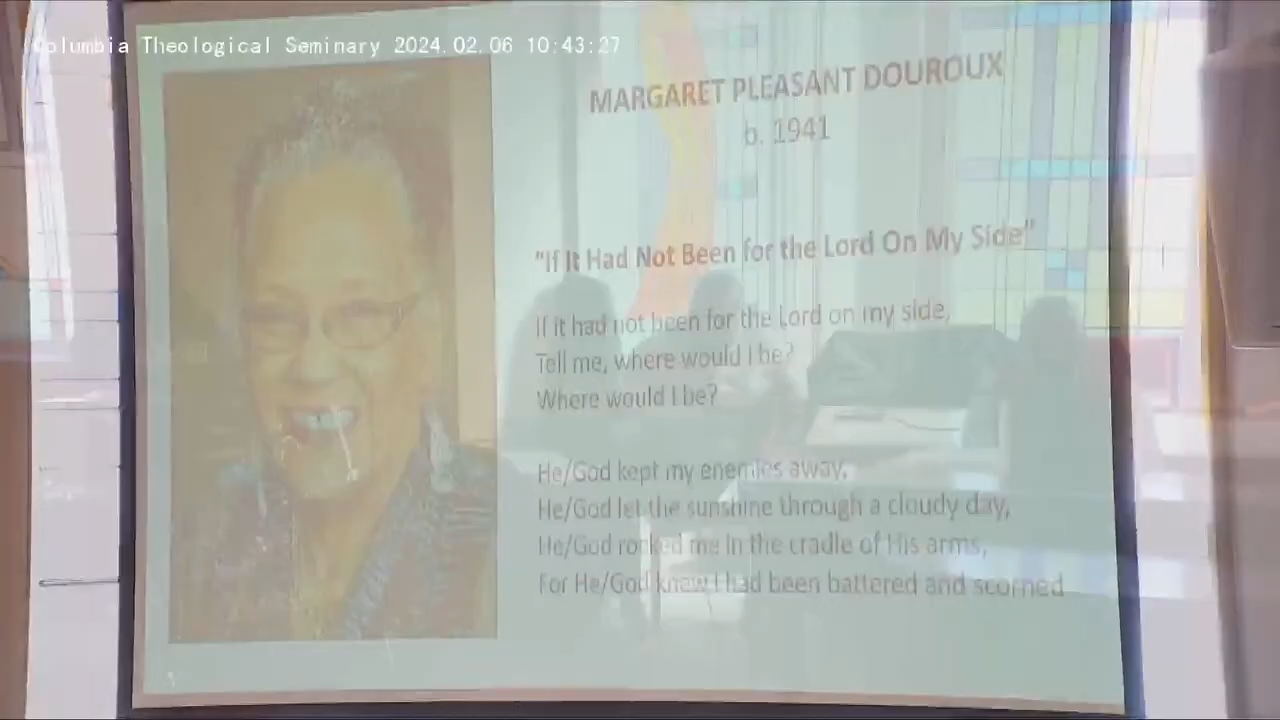 Columbia Theological Seminary 2024.02.06 10:43:27
MARGARET PLEASANT DOUROUX
b. 1941
"If It Had Not Been for the Lord On My Side"
If it had not been for the Lord on my side,
Tell me, where would I be?
Where would I be?
He/God kept my enemies away,
He/God let the sunshine through a cloudy day,
He/God rocked me in the cradle of His arms,
For He/God knew I had been battered and scorned